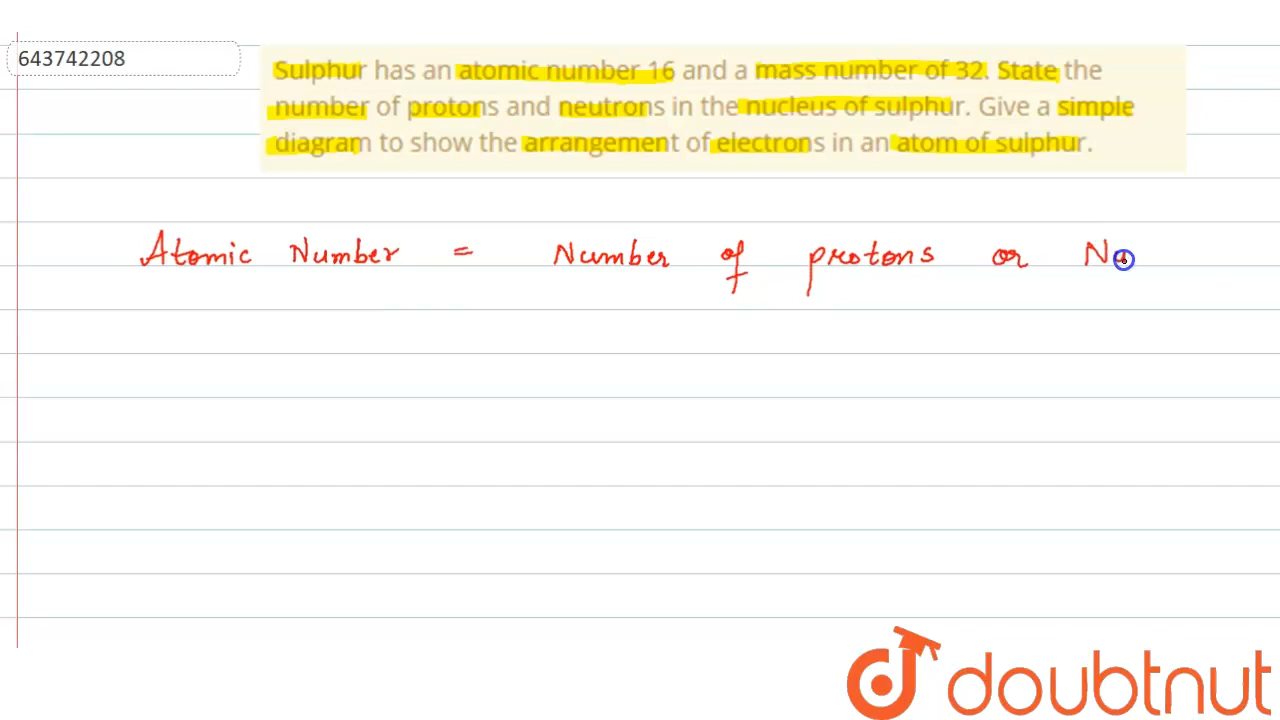 643742208
Sulphur has an atomic number 16 and a mass number of 32. State the
number of protons and neutrons in the nucleus of sulphur. Give a simple
diagram to show the arrangement of electrons in an atom of sulphur.
Atomic Number = Number of protons or Nu
doubtnut